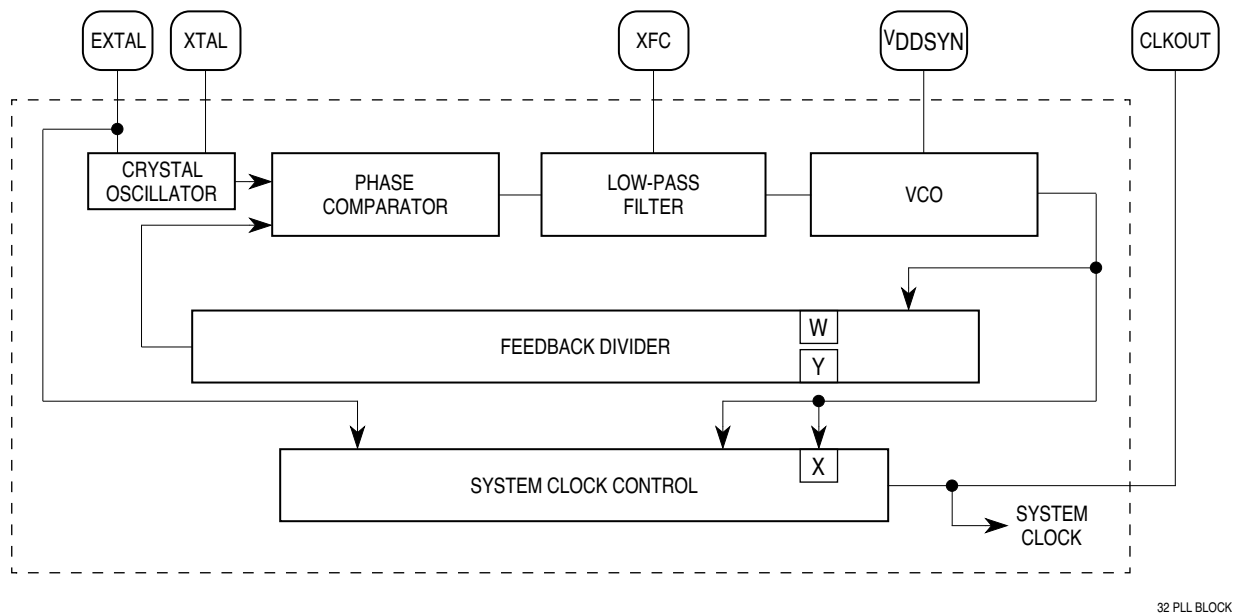 EXTAL
XTAL
XFC
VDDSYN
CLKOUT
CRYSTAL
OSCILLATOR
PHASE
COMPARATOR
LOW-PASS
FILTER
VCO
FEEDBACK DIVIDER
W
Y
SYSTEM CLOCK CONTROL
X
SYSTEM
CLOCK
32 PLL BLOCK